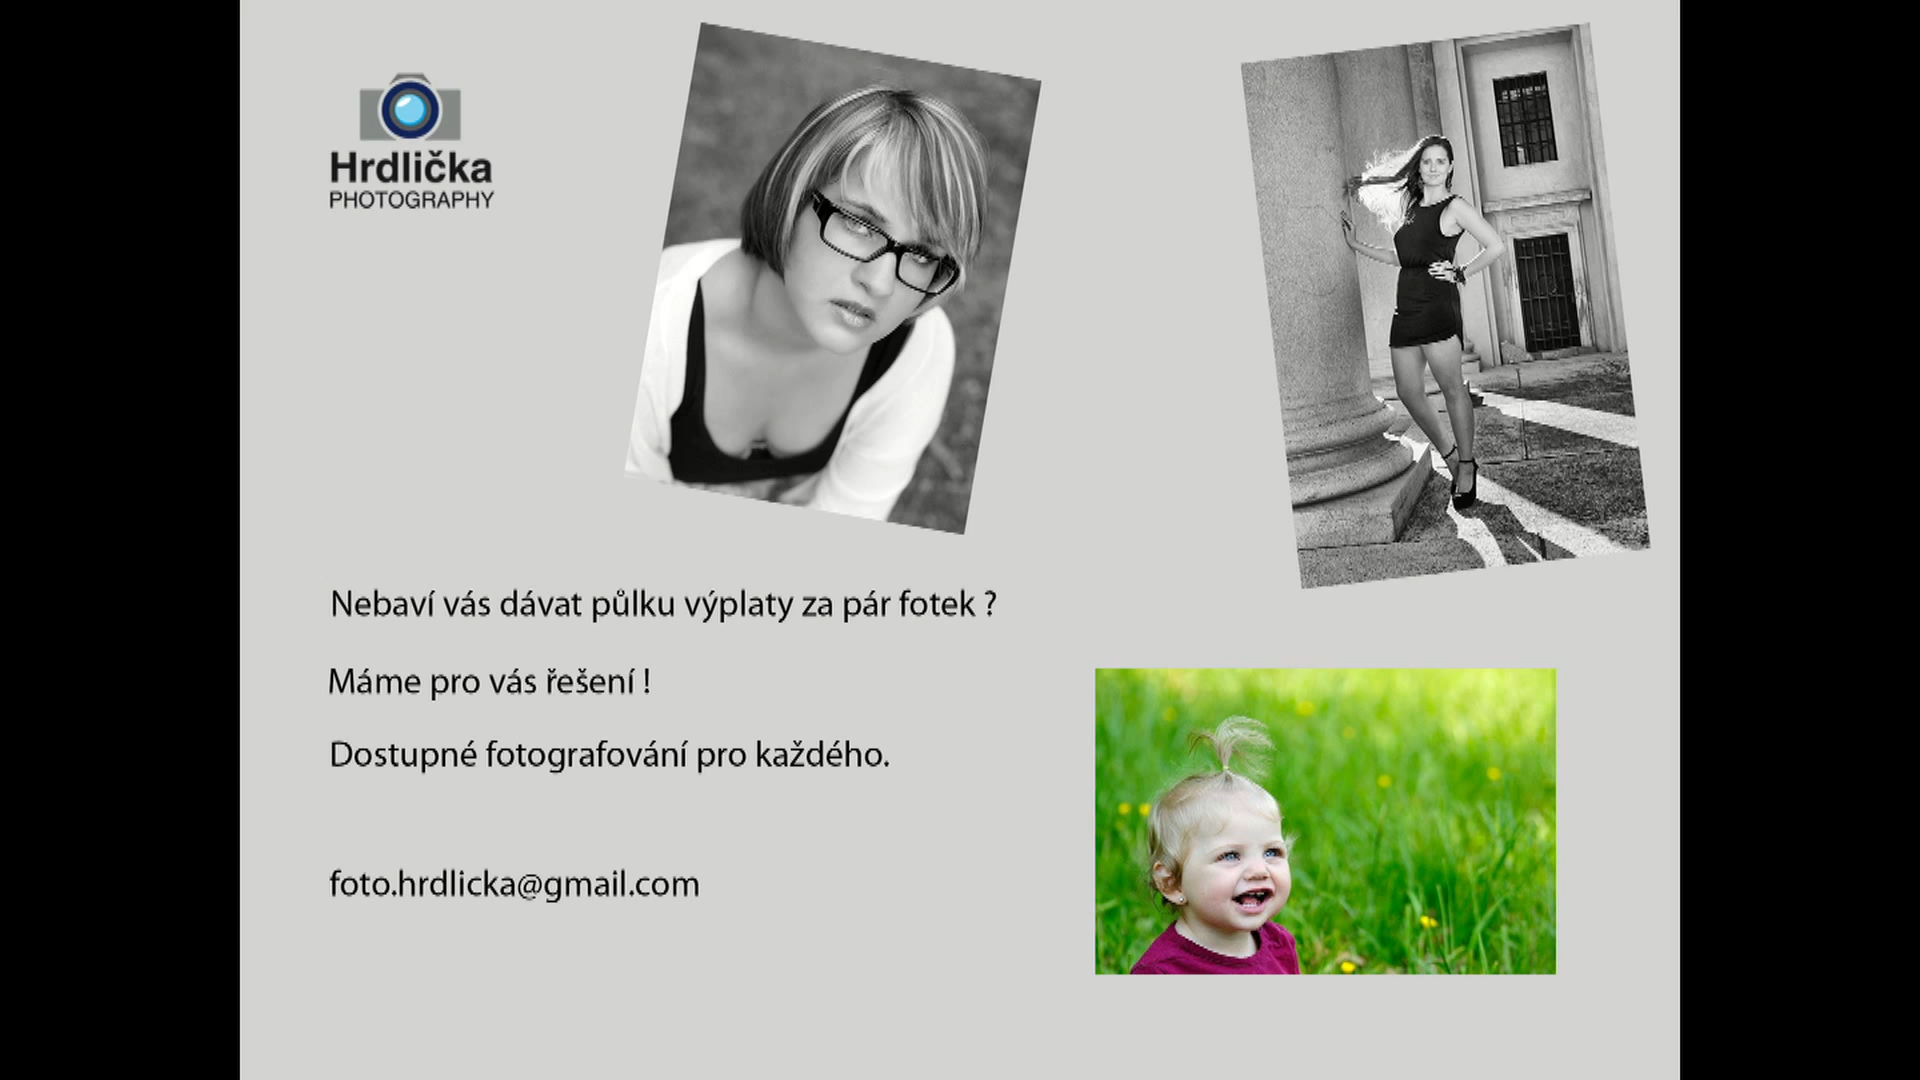 Hrdlička
PHOTOGRAPHY
Nebaví vás dávat půlku výplaty za pár fotek ?
Máme pro vás řešení !
Dostupné fotografování pro každého.
foto.hrdlicka@gmail.com